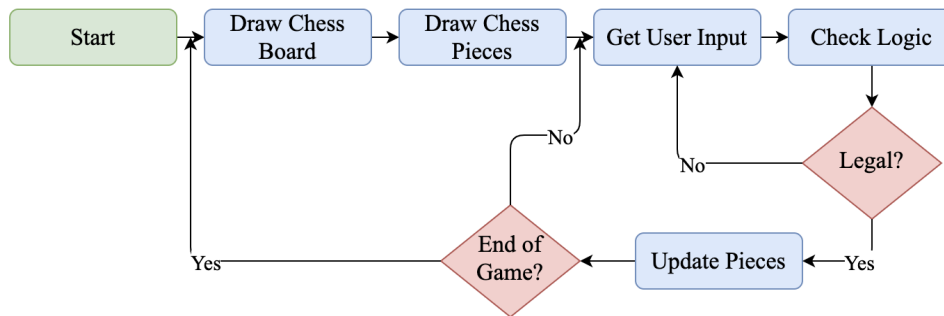 Start
Draw Chess
Board
Draw Chess
Pieces
Get User Input
Check Logic
No
No
Legal?
End of
Game?
Update Pieces
Yes
Yes